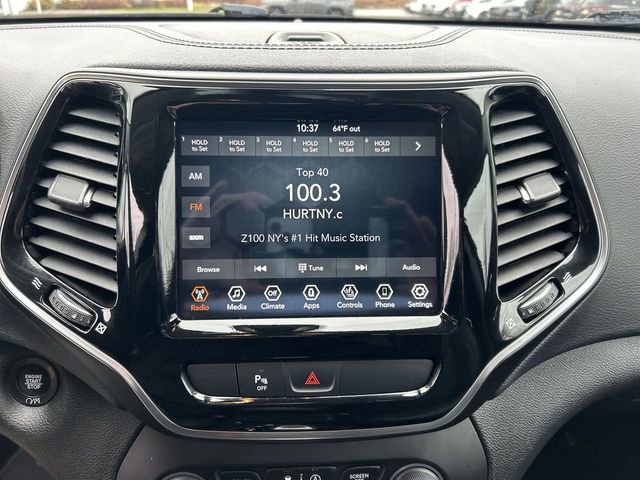 10:37 64°F out
1 HOLD to Set 2 HOLD to Set 3 HOLD to Set 4 HOLD to Set 5 HOLD to Set 6 HOLD to Set
AM
Top 40
100.3
FM
HURTNY.c
sxm
Z100 NY's #1 Hit Music Station
Browse Tune Audio
Radio Media Climate Apps Controls Phone Settings
Off
ENGINE
START
STOP
P
OFF
SCREEN
A